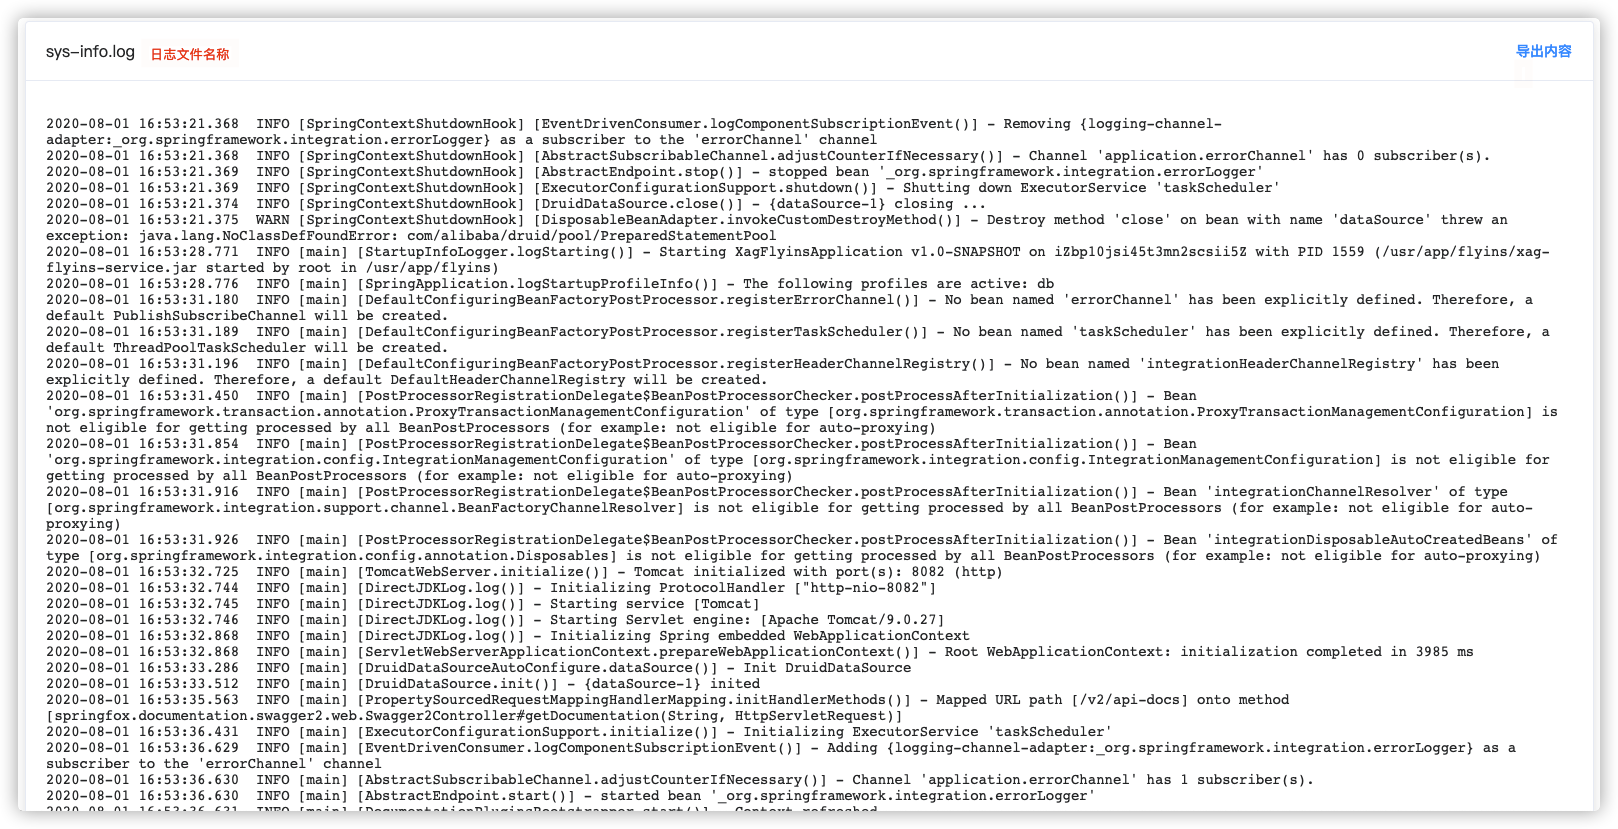 sys-info.log 日志文件名称 导出内容
2020-08-01 16:53:21.368  INFO [SpringContextShutdownHook] [EventDrivenConsumer.logComponentSubscriptionEvent()] - Removing {logging-channel-
adapter:_org.springframework.integration.errorLogger} as a subscriber to the 'errorChannel' channel
2020-08-01 16:53:21.368  INFO [SpringContextShutdownHook] [AbstractSubscribableChannel.adjustCounterIfNecessary()] - Channel 'application.errorChannel' has 0 subscriber(s).
2020-08-01 16:53:21.369  INFO [SpringContextShutdownHook] [AbstractEndpoint.stop()] - stopped bean '_org.springframework.integration.errorLogger'
2020-08-01 16:53:21.369  INFO [SpringContextShutdownHook] [ExecutorConfigurationSupport.shutdown()] - Shutting down ExecutorService 'taskScheduler'
2020-08-01 16:53:21.374  INFO [SpringContextShutdownHook] [DruidDataSource.close()] - {dataSource-1} closing ...
2020-08-01 16:53:21.375  WARN [SpringContextShutdownHook] [DisposableBeanAdapter.invokeCustomDestroyMethod()] - Destroy method 'close' on bean with name 'dataSource' threw an
exception: java.lang.NoClassDefFoundError: com/alibaba/druid/pool/PreparedStatementPool
2020-08-01 16:53:28.771  INFO [main] [StartupInfoLogger.logStarting()] - Starting XagFlyinsApplication v1.0-SNAPSHOT on iZbp10jsi45t3mn2scsii5Z with PID 1559 (/usr/app/flyins/xag-
flyins-service.jar started by root in /usr/app/flyins)
2020-08-01 16:53:28.776  INFO [main] [SpringApplication.logStartupProfileInfo()] - The following profiles are active: db
2020-08-01 16:53:31.180  INFO [main] [DefaultConfiguringBeanFactoryPostProcessor.registerErrorChannel()] - No bean named 'errorChannel' has been explicitly defined. Therefore, a
default PublishSubscribeChannel will be created.
2020-08-01 16:53:31.189  INFO [main] [DefaultConfiguringBeanFactoryPostProcessor.registerTaskScheduler()] - No bean named 'taskScheduler' has been explicitly defined. Therefore, a
default ThreadPoolTaskScheduler will be created.
2020-08-01 16:53:31.196  INFO [main] [DefaultConfiguringBeanFactoryPostProcessor.registerHeaderChannelRegistry()] - No bean named 'integrationHeaderChannelRegistry' has been
explicitly defined. Therefore, a default DefaultHeaderChannelRegistry will be created.
2020-08-01 16:53:31.450  INFO [main] [PostProcessorRegistrationDelegate$BeanPostProcessorChecker.postProcessAfterInitialization()] - Bean
'org.springframework.transaction.annotation.ProxyTransactionManagementConfiguration' of type [org.springframework.transaction.annotation.ProxyTransactionManagementConfiguration] is
not eligible for getting processed by all BeanPostProcessors (for example: not eligible for auto-proxying)
2020-08-01 16:53:31.854  INFO [main] [PostProcessorRegistrationDelegate$BeanPostProcessorChecker.postProcessAfterInitialization()] - Bean
'org.springframework.integration.config.IntegrationManagementConfiguration' of type [org.springframework.integration.config.IntegrationManagementConfiguration] is not eligible for
getting processed by all BeanPostProcessors (for example: not eligible for auto-proxying)
2020-08-01 16:53:31.916  INFO [main] [PostProcessorRegistrationDelegate$BeanPostProcessorChecker.postProcessAfterInitialization()] - Bean 'integrationChannelResolver' of type
[org.springframework.integration.support.channel.BeanFactoryChannelResolver] is not eligible for getting processed by all BeanPostProcessors (for example: not eligible for auto-
proxying)
2020-08-01 16:53:31.926  INFO [main] [PostProcessorRegistrationDelegate$BeanPostProcessorChecker.postProcessAfterInitialization()] - Bean 'integrationDisposableAutoCreatedBeans' of
type [org.springframework.integration.config.annotation.Disposables] is not eligible for getting processed by all BeanPostProcessors (for example: not eligible for auto-proxying)
2020-08-01 16:53:32.725  INFO [main] [TomcatWebServer.initialize()] - Tomcat initialized with port(s): 8082 (http)
2020-08-01 16:53:32.744  INFO [main] [DirectJDKLog.log()] - Initializing ProtocolHandler ["http-nio-8082"]
2020-08-01 16:53:32.745  INFO [main] [DirectJDKLog.log()] - Starting service [Tomcat]
2020-08-01 16:53:32.746  INFO [main] [DirectJDKLog.log()] - Starting Servlet engine: [Apache Tomcat/9.0.27]
2020-08-01 16:53:32.868  INFO [main] [DirectJDKLog.log()] - Initializing Spring embedded WebApplicationContext
2020-08-01 16:53:32.868  INFO [main] [ServletWebServerApplicationContext.prepareWebApplicationContext()] - Root WebApplicationContext: initialization completed in 3985 ms
2020-08-01 16:53:33.286  INFO [main] [DruidDataSourceAutoConfigure.dataSource()] - Init DruidDataSource
2020-08-01 16:53:33.512  INFO [main] [DruidDataSource.init()] - {dataSource-1} inited
2020-08-01 16:53:35.563  INFO [main] [PropertySourcedRequestMappingHandlerMapping.initHandlerMethods()] - Mapped URL path [/v2/api-docs] onto method
[springfox.documentation.swagger2.web.Swagger2Controller#getDocumentation(String, HttpServletRequest)]
2020-08-01 16:53:36.431  INFO [main] [ExecutorConfigurationSupport.initialize()] - Initializing ExecutorService 'taskScheduler'
2020-08-01 16:53:36.629  INFO [main] [EventDrivenConsumer.logComponentSubscriptionEvent()] - Adding {logging-channel-adapter:_org.springframework.integration.errorLogger} as a
subscriber to the 'errorChannel' channel
2020-08-01 16:53:36.630  INFO [main] [AbstractSubscribableChannel.adjustCounterIfNecessary()] - Channel 'application.errorChannel' has 1 subscriber(s).
2020-08-01 16:53:36.630  INFO [main] [AbstractEndpoint.start()] - started bean '_org.springframework.integration.errorLogger'
2020-08-01 16:53:36.631  INFO [main] [DocumentationPluginsBootstrapper.start()] - Context refreshed